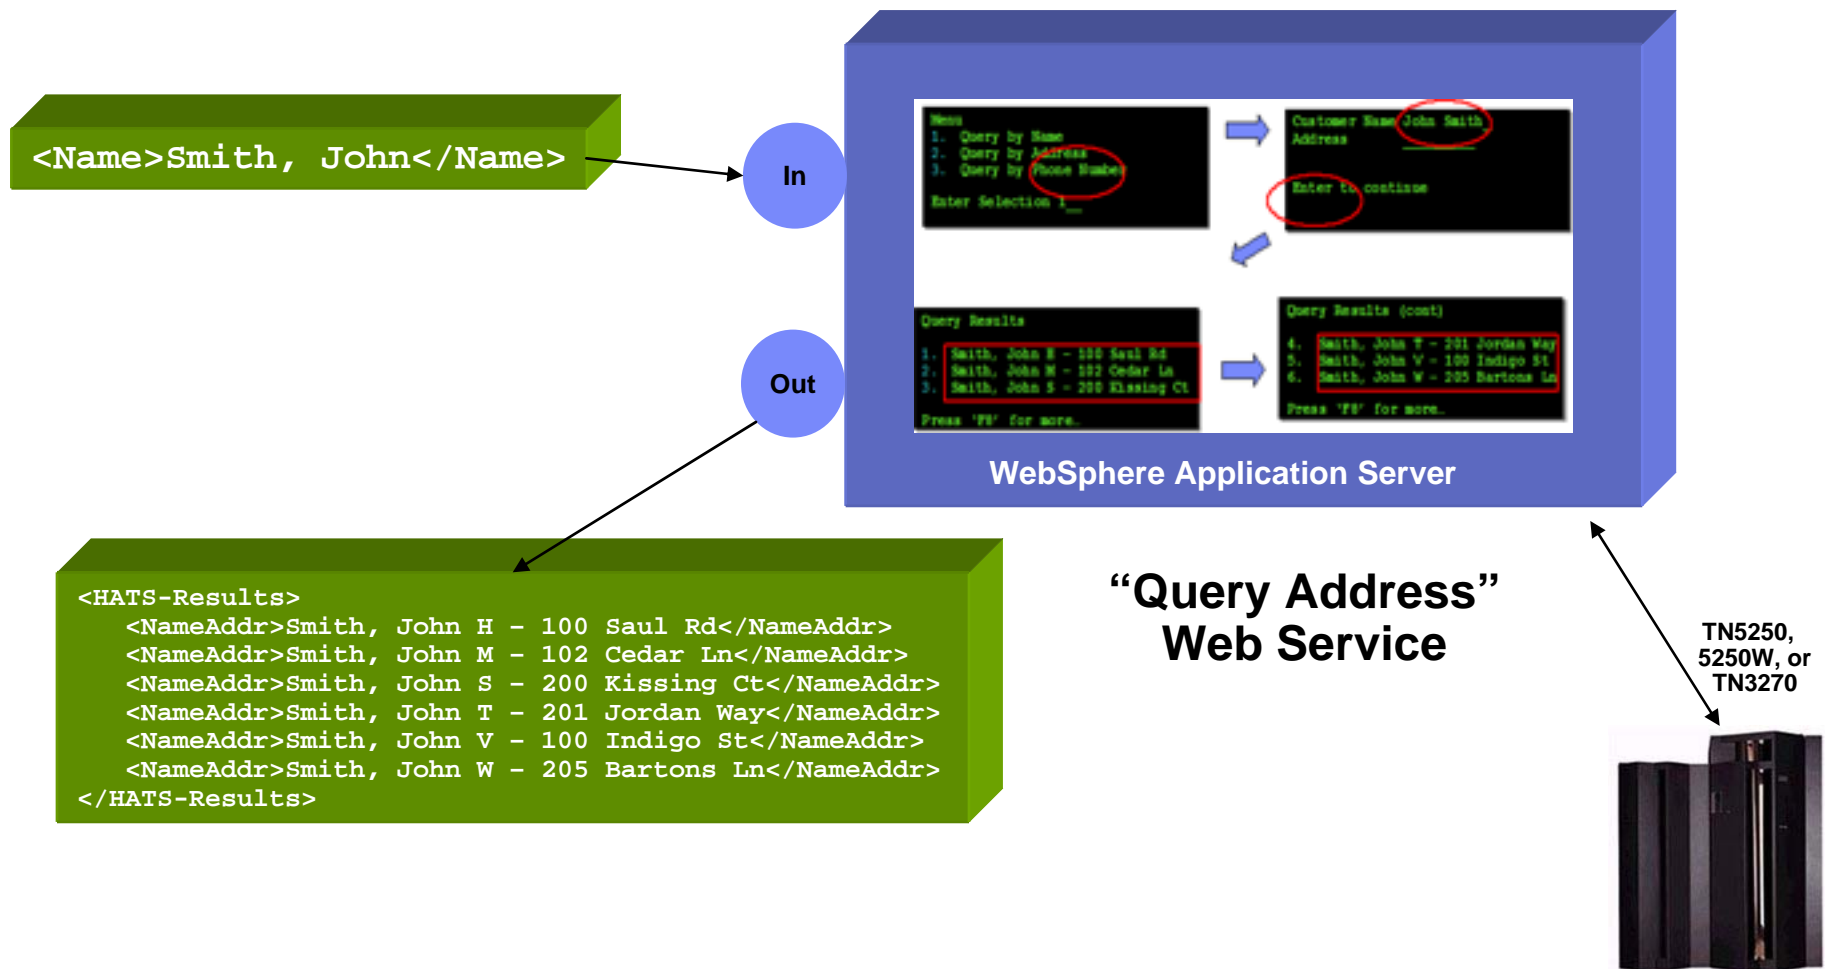 <Name>Smith, John</Name>
In
Menu
1. Query by Name
2. Query by Address
3. Query by Phone Number
Enter Selection 1__
Customer Name John Smith_
Address
Enter to continue
Query Results
1. Smith, John H - 100 Saul Rd
2. Smith, John M - 102 Cedar Ln
3. Smith, John S - 200 Kissing Ct
Press 'F8' for more…
Query Results (cont)
4. Smith, John T - 201 Jordan Way
5. Smith, John V - 100 Indigo St
6. Smith, John W - 205 Bartons Ln
Press 'F8' for more…
Out
WebSphere Application Server
<HATS-Results>
<NameAddr>Smith, John H – 100 Saul Rd</NameAddr>
<NameAddr>Smith, John M – 102 Cedar Ln</NameAddr>
<NameAddr>Smith, John S – 200 Kissing Ct</NameAddr>
<NameAddr>Smith, John T – 201 Jordan Way</NameAddr>
<NameAddr>Smith, John V – 100 Indigo St</NameAddr>
<NameAddr>Smith, John W – 205 Bartons Ln</NameAddr>
</HATS-Results>
“Query Address”
Web Service
TN5250,
5250W, or
TN3270